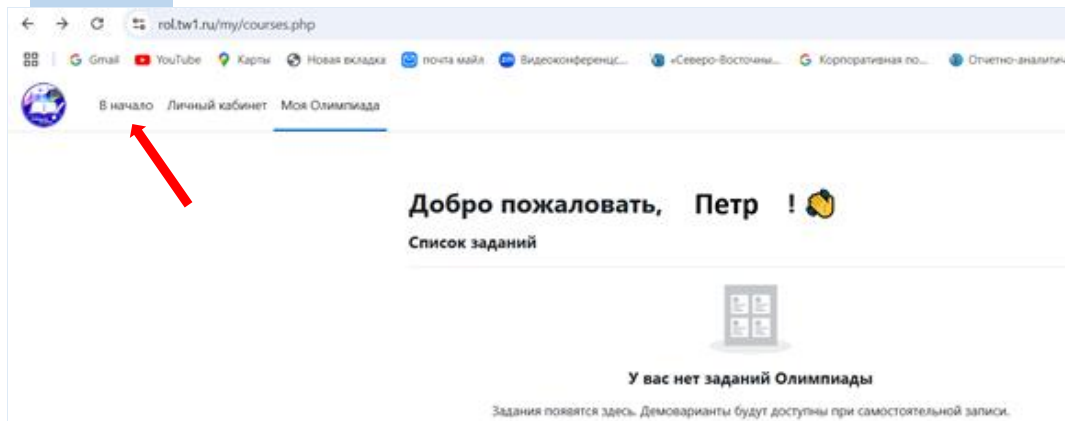 rol.tw1.ru/my/courses.php
Gmail YouTube Карты Новая вкладка почта майл Видеоконференц... «Северо-Восточны... Корпоративная по... Отчетно-аналитич
В начало Личный кабинет Моя Олимпиада
Добро пожаловать, Петр !
Список заданий
У вас нет заданий Олимпиады
Задания появятся здесь. Демоварианты будут доступны при самостоятельной записи.